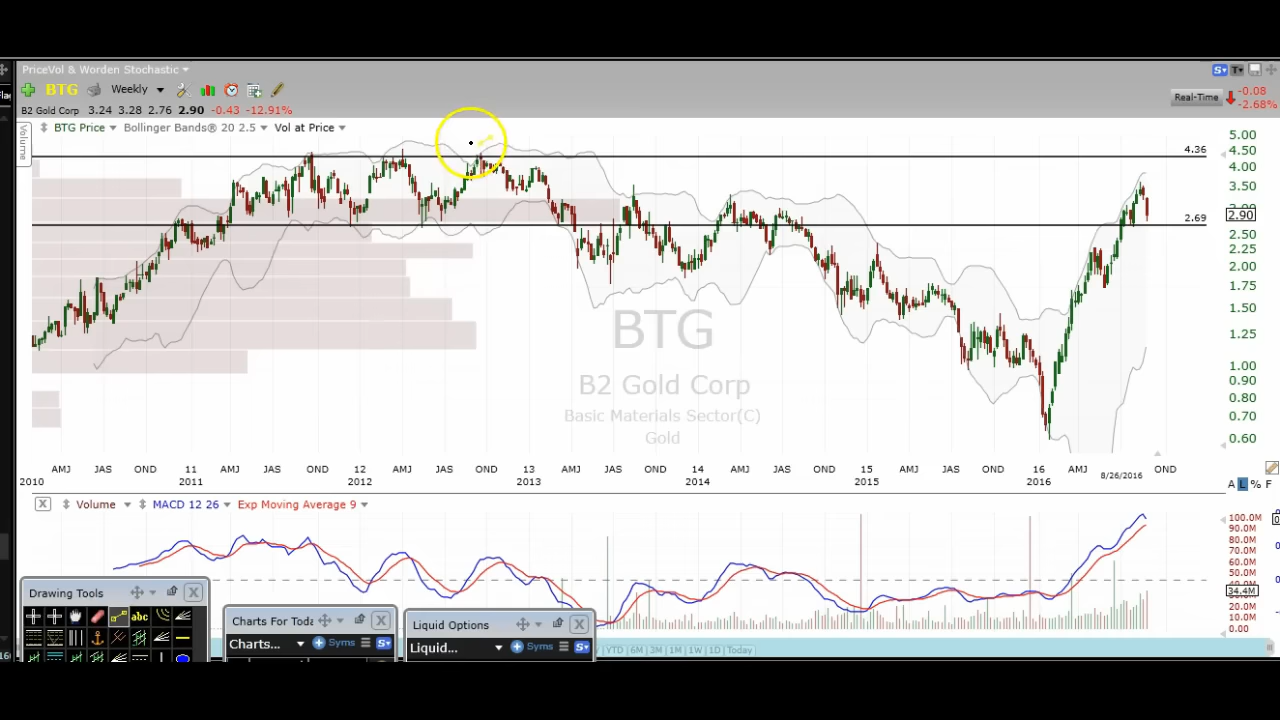 PriceVol & Worden Stochastic
BTG Weekly
B2 Gold Corp 3.24 3.28 2.76 2.90 -0.43 -12.91%
Real-Time -0.08
-2.68%
Volume
BTG Price Bollinger Bands® 20 2.5 Vol at Price
5.00
4.50
4.36
4.00
3.50
3.00
2.90
2.69
2.50
2.25
2.00
1.75
1.50
1.25
1.00
0.90
0.80
0.70
0.60
BTG
B2 Gold Corp
Basic Materials Sector(C)
Gold
AMJ JAS OND 11 AMJ JAS OND 12 AMJ JAS OND 13 AMJ JAS OND 14 AMJ JAS OND 15 AMJ JAS OND 16 AMJ 8/26/2016 OND
2010 2011 2012 2013 2014 2015 2016
A L % F
X Volume MACD 12 26 Exp Moving Average 9
100.0M
90.0M
80.0M
70.0M
60.0M
50.0M
40.0M
34.4M
20.0M
10.0M
0.00
Drawing Tools X
abc
Charts For Toda X
Charts... Syms S
Liquid Options X
Liquid... Syms S
YTD 6M 3M 1M 1W 1D Today